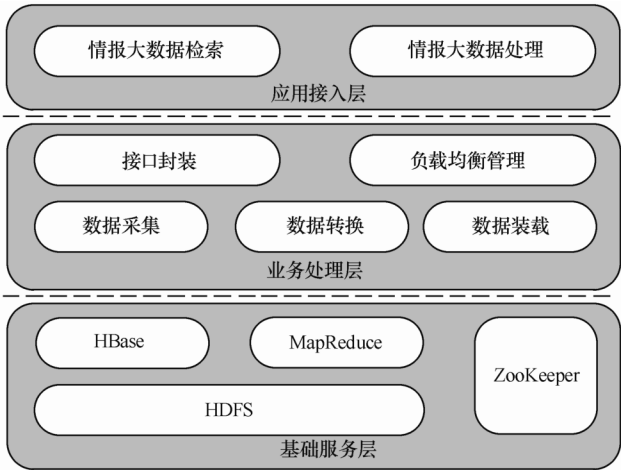 情报大数据检索
情报大数据处理
应用接入层
接口封装
负载均衡管理
数据采集
数据转换
数据装载
业务处理层
HBase
MapReduce
ZooKeeper
HDFS
基础服务层